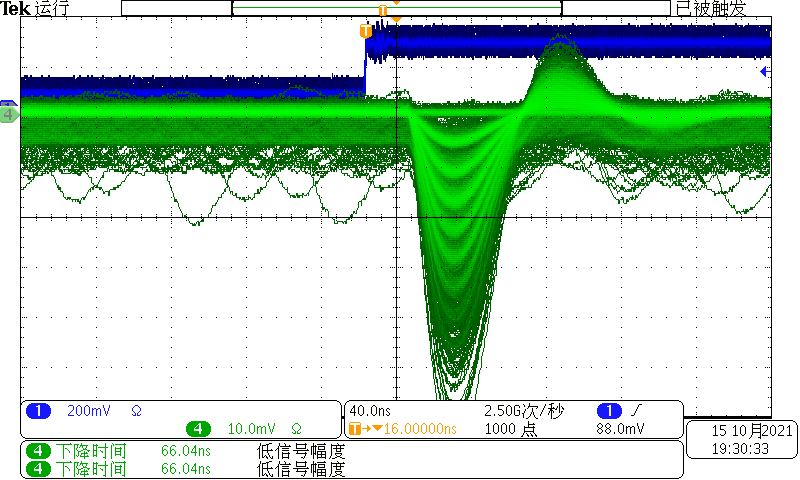 Tek 运行 已被触发
T
T
1
4
1 200mV Ω
4 10.0mV Ω
40.0ns 2.50G次/秒 1
T→▼16.00000ns 1000 点 88.0mV
4 下降时间 66.04ns 低信号幅度
4 下降时间 66.04ns 低信号幅度
15 10月2021
19:30:33